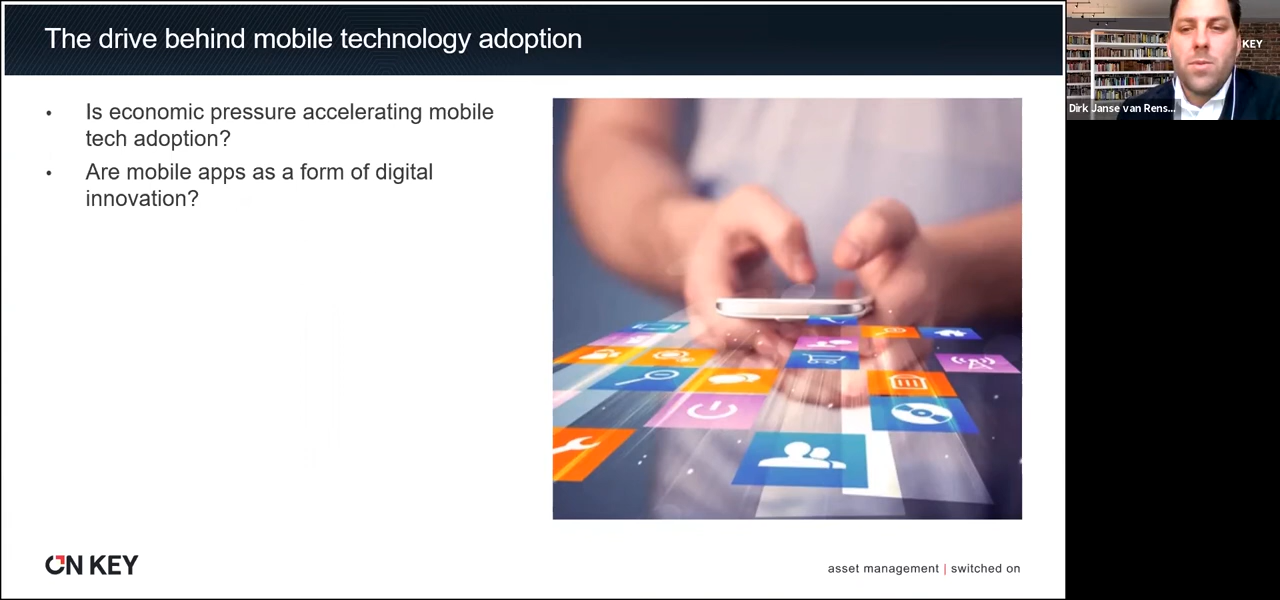 The drive behind mobile technology adoption
• Is economic pressure accelerating mobile
tech adoption?
• Are mobile apps as a form of digital
innovation?
ON KEY
asset management | switched on
KEY
Dirk Janse van Rens...